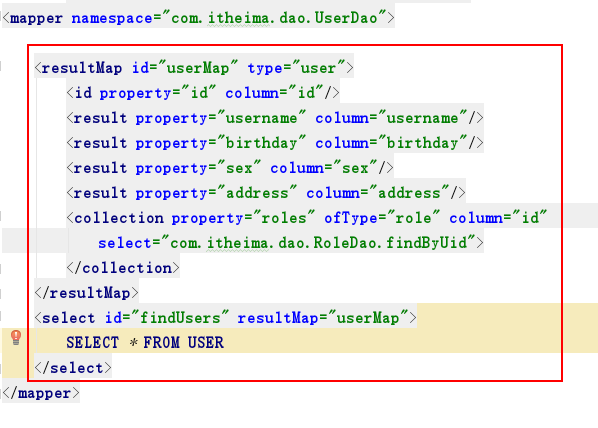 <mapper namespace="com.itheima.dao.UserDao">
<resultMap id="userMap" type="user">
<id property="id" column="id"/>
<result property="username" column="username"/>
<result property="birthday" column="birthday"/>
<result property="sex" column="sex"/>
<result property="address" column="address"/>
<collection property="roles" ofType="role" column="id"
select="com.itheima.dao.RoleDao.findByUid">
</collection>
</resultMap>
<select id="findUsers" resultMap="userMap">
SELECT * FROM USER
</select>
</mapper>